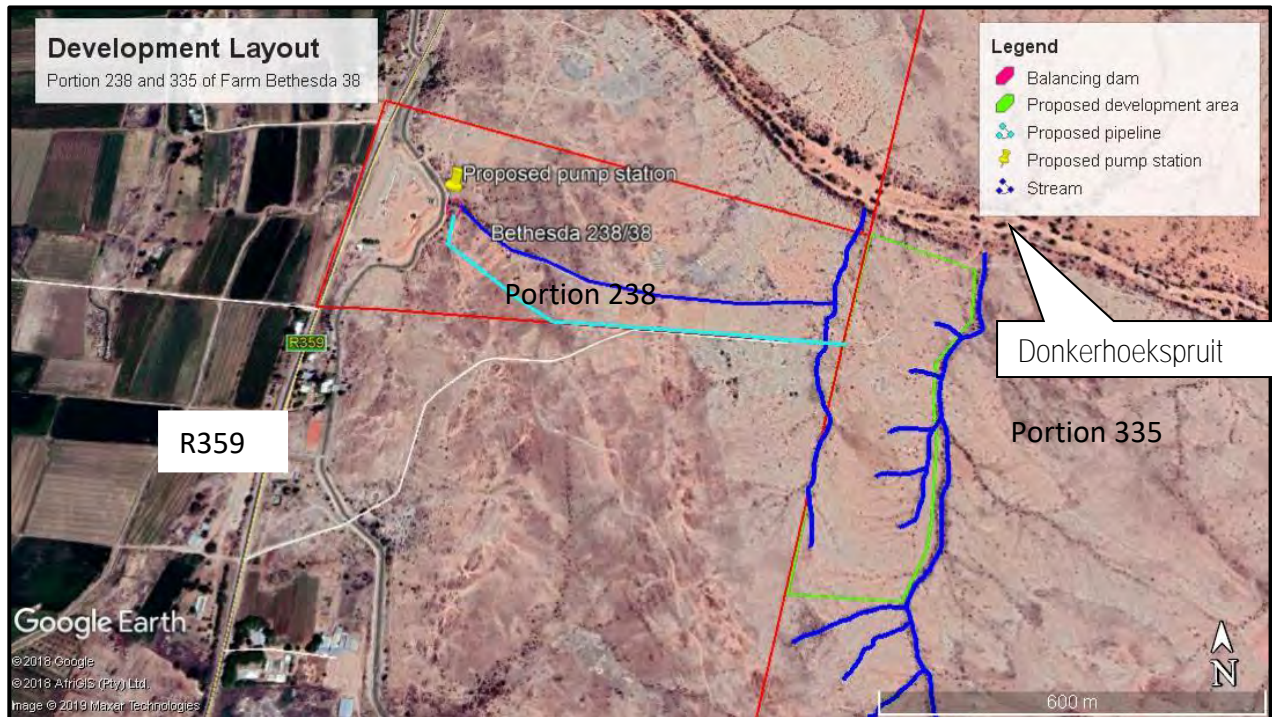 Development Layout
Portion 238 and 335 of Farm Bethesda 38
Legend
Balancing dam
Proposed development area
Proposed pipeline
Proposed pump station
Stream
Proposed pump station
Bethesda 238/38
Portion 238
R359
Donkerhoekspruit
R359
Portion 335
Google Earth
© 2018 Google
© 2018 AfriGIS (Pty) Ltd.
Image © 2019 Maxar Technologies
N
600 m